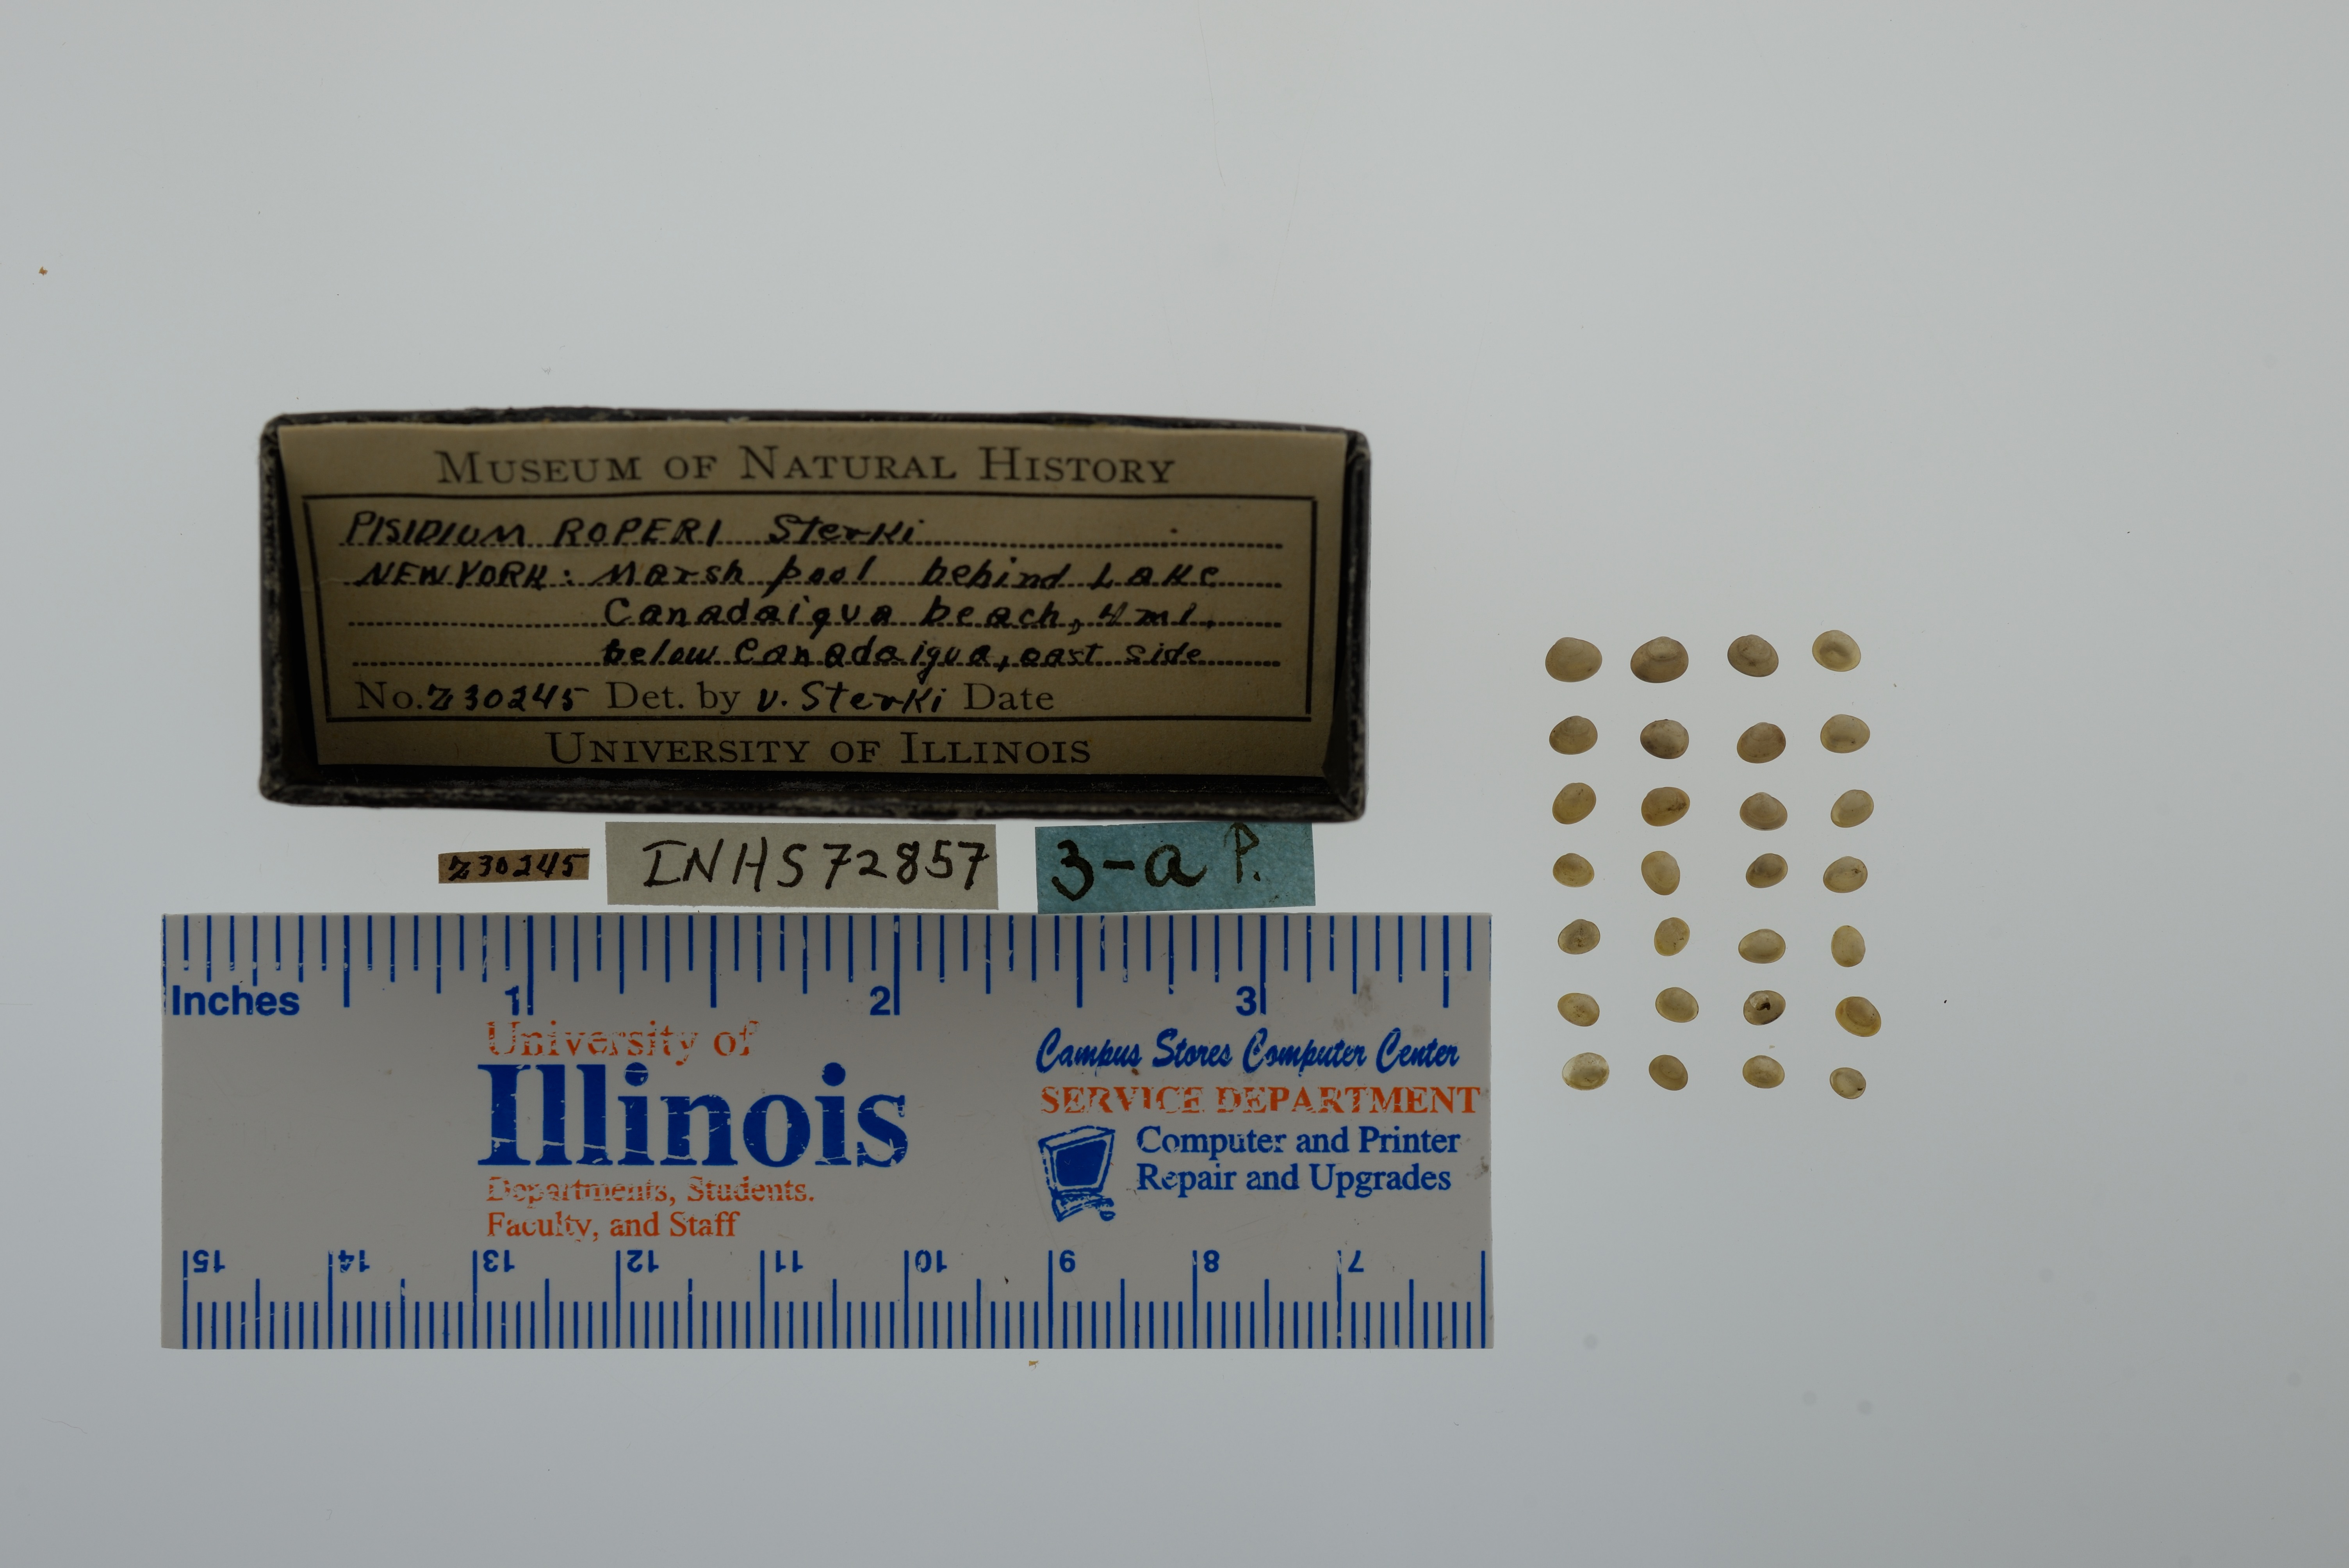 MUSEUM OF NATURAL HISTORY
PISIDIUM ROPERI Sterki
NEW YORK: Marsh pool behind Lake
Canadaigua beach, 4 mi.
below Canadaigua, east side
No. Z30245 Det. by V. Sterki Date
UNIVERSITY OF ILLINOIS
Z30245
INHS72857
3-a P.
Inches 1 2 3
University of
Illinois
Departments, Students.
Faculty, and Staff
Campus Stores Computer Center
SERVICE DEPARTMENT
Computer and Printer
Repair and Upgrades
15 14 13 12 11 10 9 8 7